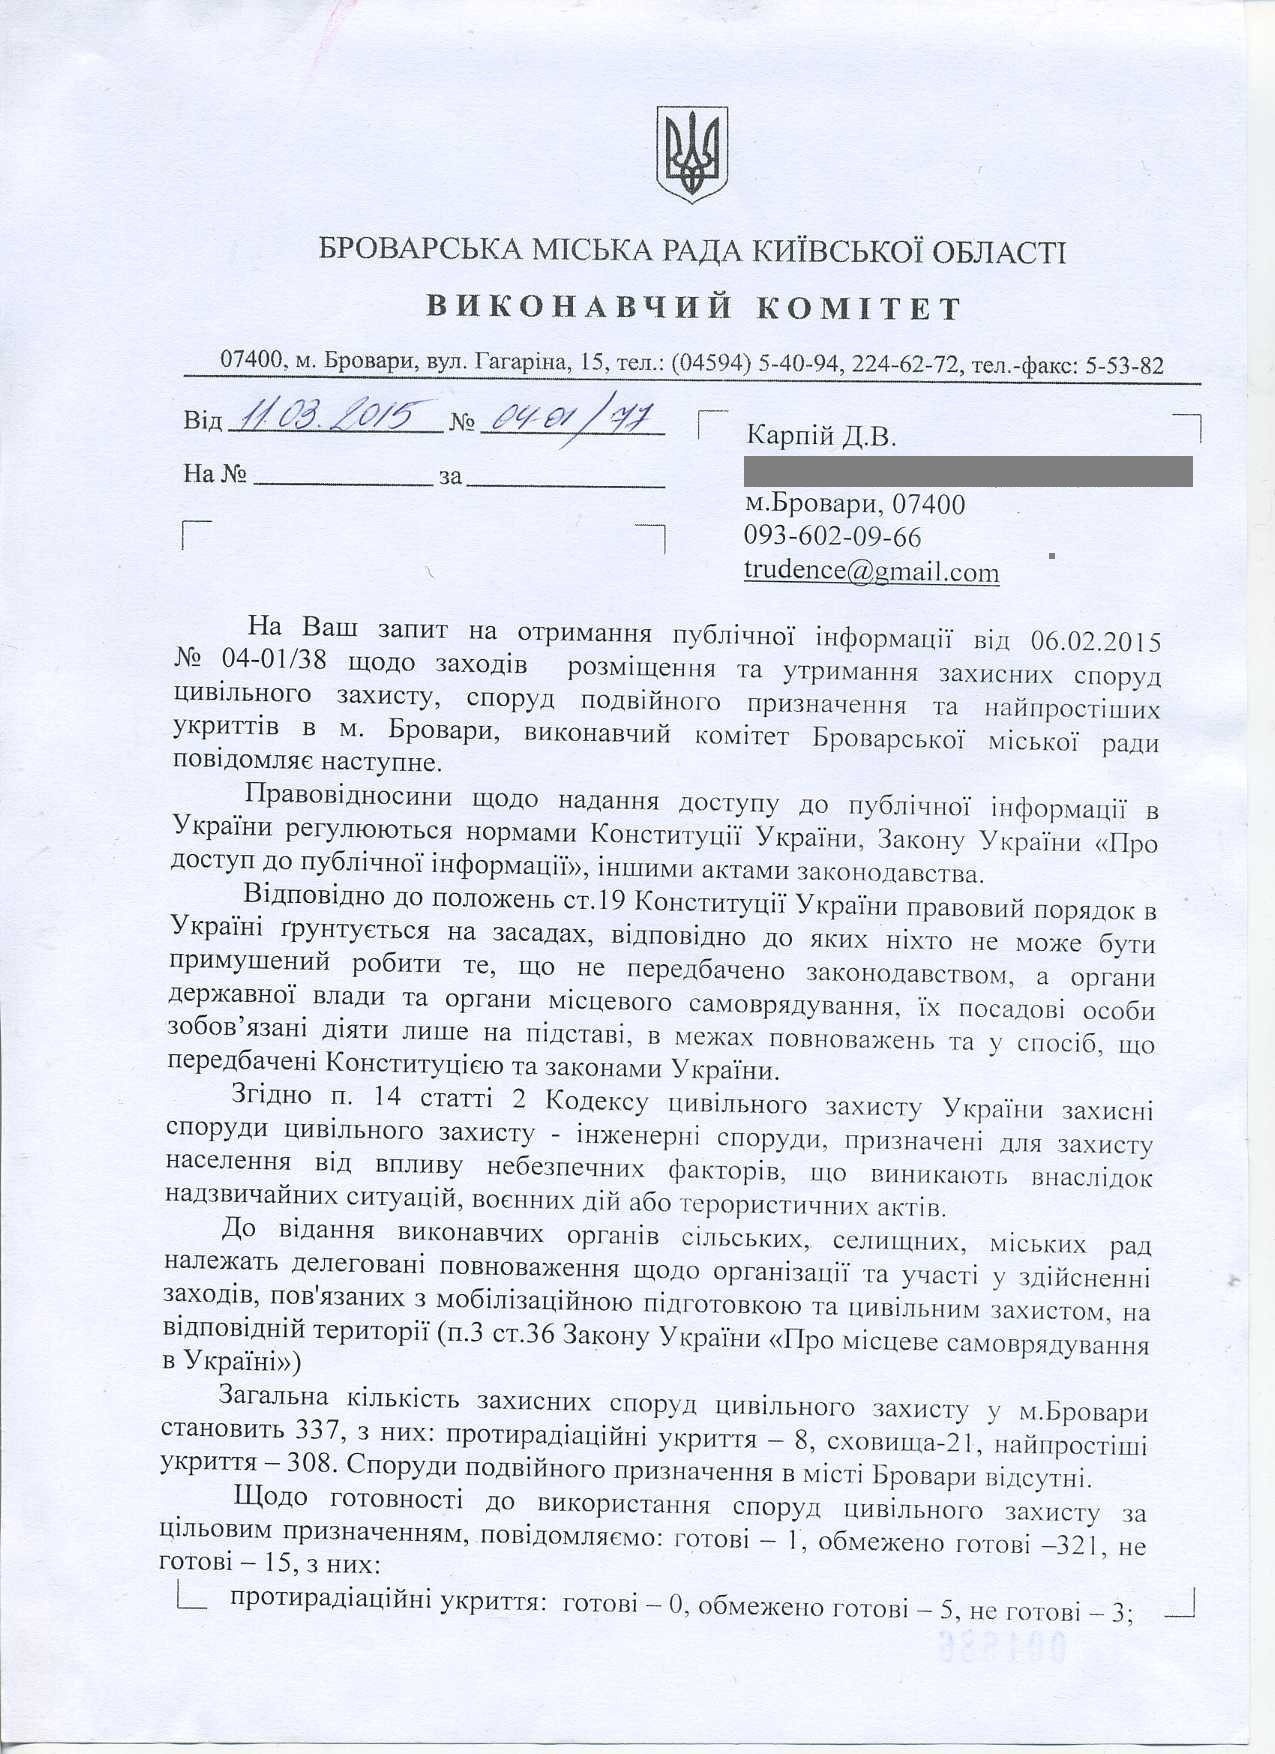 БРОВАРСЬКА МІСЬКА РАДА КИЇВСЬКОЇ ОБЛАСТІ
ВИКОНАВЧИЙ КОМІТЕТ
07400, м. Бровари, вул. Гагаріна, 15, тел.: (04594) 5-40-94, 224-62-72, тел.-факс: 5-53-82
Від 11.03.2015 № 04-01/77
На № за
Карпій Д.В.
м.Бровари, 07400
093-602-09-66
trudence@gmail.com
На Ваш запит на отримання публічної інформації від 06.02.2015
№ 04-01/38 щодо заходів розміщення та утримання захисних споруд
цивільного захисту, споруд подвійного призначення та найпростіших
укриттів в м. Бровари, виконавчий комітет Броварської міської ради
повідомляє наступне.
Правовідносини щодо надання доступу до публічної інформації в
України регулюються нормами Конституції України, Закону України «Про
доступ до публічної інформації», іншими актами законодавства.
Відповідно до положень ст.19 Конституції України правовий порядок в
Україні ґрунтується на засадах, відповідно до яких ніхто не може бути
примушений робити те, що не передбачено законодавством, а органи
державної влади та органи місцевого самоврядування, їх посадові особи
зобов’язані діяти лише на підставі, в межах повноважень та у спосіб, що
передбачені Конституцією та законами України.
Згідно п. 14 статті 2 Кодексу цивільного захисту України захисні
споруди цивільного захисту - інженерні споруди, призначені для захисту
населення від впливу небезпечних факторів, що виникають внаслідок
надзвичайних ситуацій, воєнних дій або терористичних актів.
До відання виконавчих органів сільських, селищних, міських рад
належать делеговані повноваження щодо організації та участі у здійсненні
заходів, пов'язаних з мобілізаційною підготовкою та цивільним захистом, на
відповідній території (п.3 ст.36 Закону України «Про місцеве самоврядування
в Україні»)
Загальна кількість захисних споруд цивільного захисту у м.Бровари
становить 337, з них: протирадіаційні укриття – 8, сховища-21, найпростіші
укриття – 308. Споруди подвійного призначення в місті Бровари відсутні.
Щодо готовності до використання споруд цивільного захисту за
цільовим призначенням, повідомляємо: готові – 1, обмежено готові –321, не
готові – 15, з них:
протирадіаційні укриття: готові – 0, обмежено готові – 5, не готові – 3;